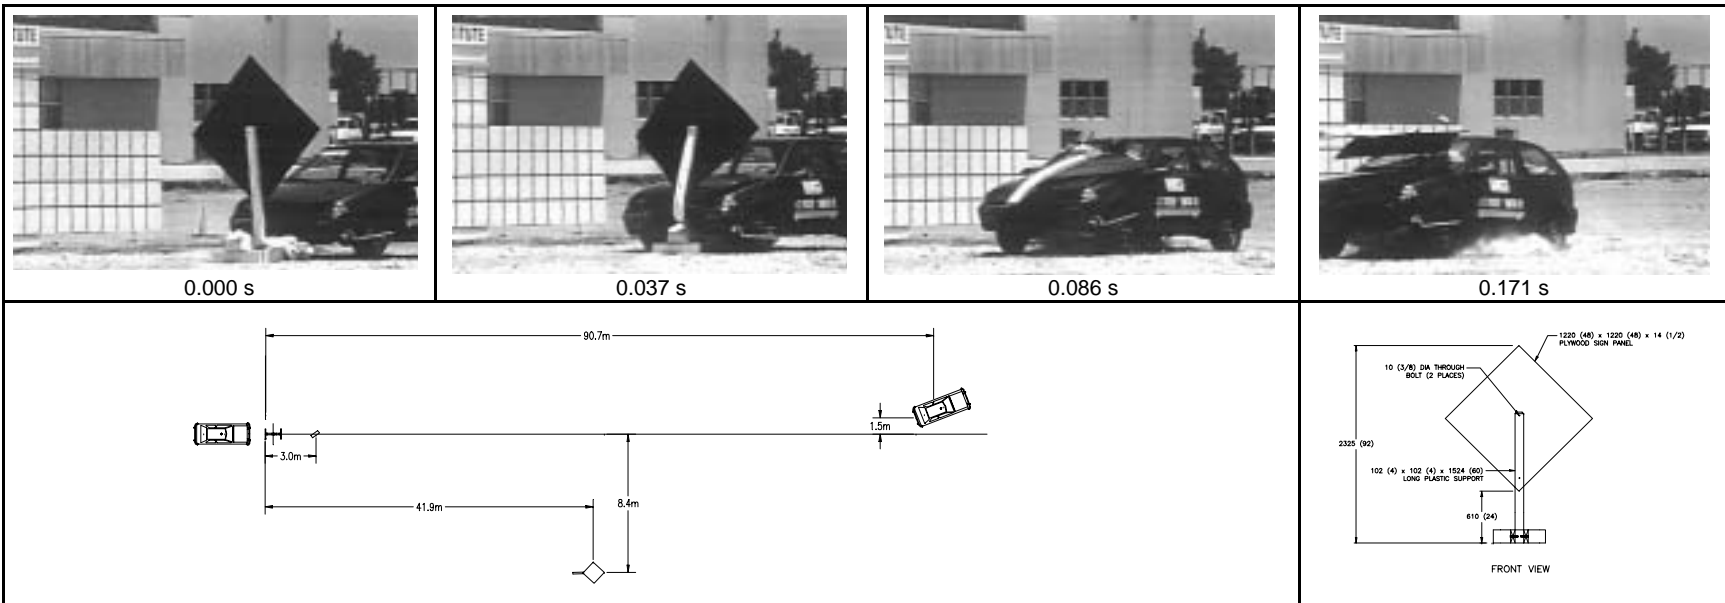 TUTE
0.000 s
0.037 s
0.086 s
0.171 s
90.7m
1.5m
3.0m
41.9m
8.4m
1220 (48) x 1220 (48) x 14 (1/2)
PLYWOOD SIGN PANEL
10 (3/8) DIA THROUGH
BOLT (2 PLACES)
2325 (92)
102 (4) x 102 (4) x 1524 (60)
LONG PLASTIC SUPPORT
610 (24)
FRONT VIEW